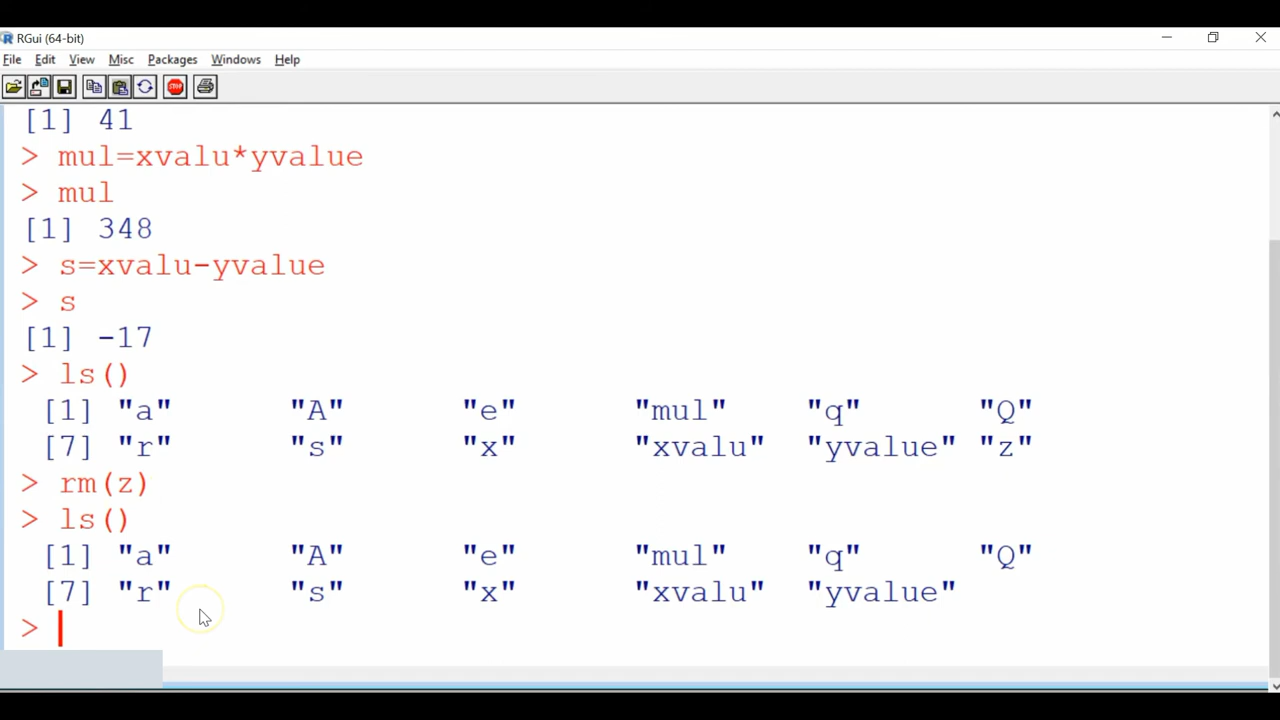 RGui (64-bit)
File Edit View Misc Packages Windows Help
STOP
[1] 41
> mul=xvalu*yvalue
> mul
[1] 348
> s=xvalu-yvalue
> s
[1] -17
> ls()
[1] "a" "A" "e" "mul" "q" "Q"
[7] "r" "s" "x" "xvalu" "yvalue" "z"
> rm(z)
> ls()
[1] "a" "A" "e" "mul" "q" "Q"
[7] "r" "s" "x" "xvalu" "yvalue"
>